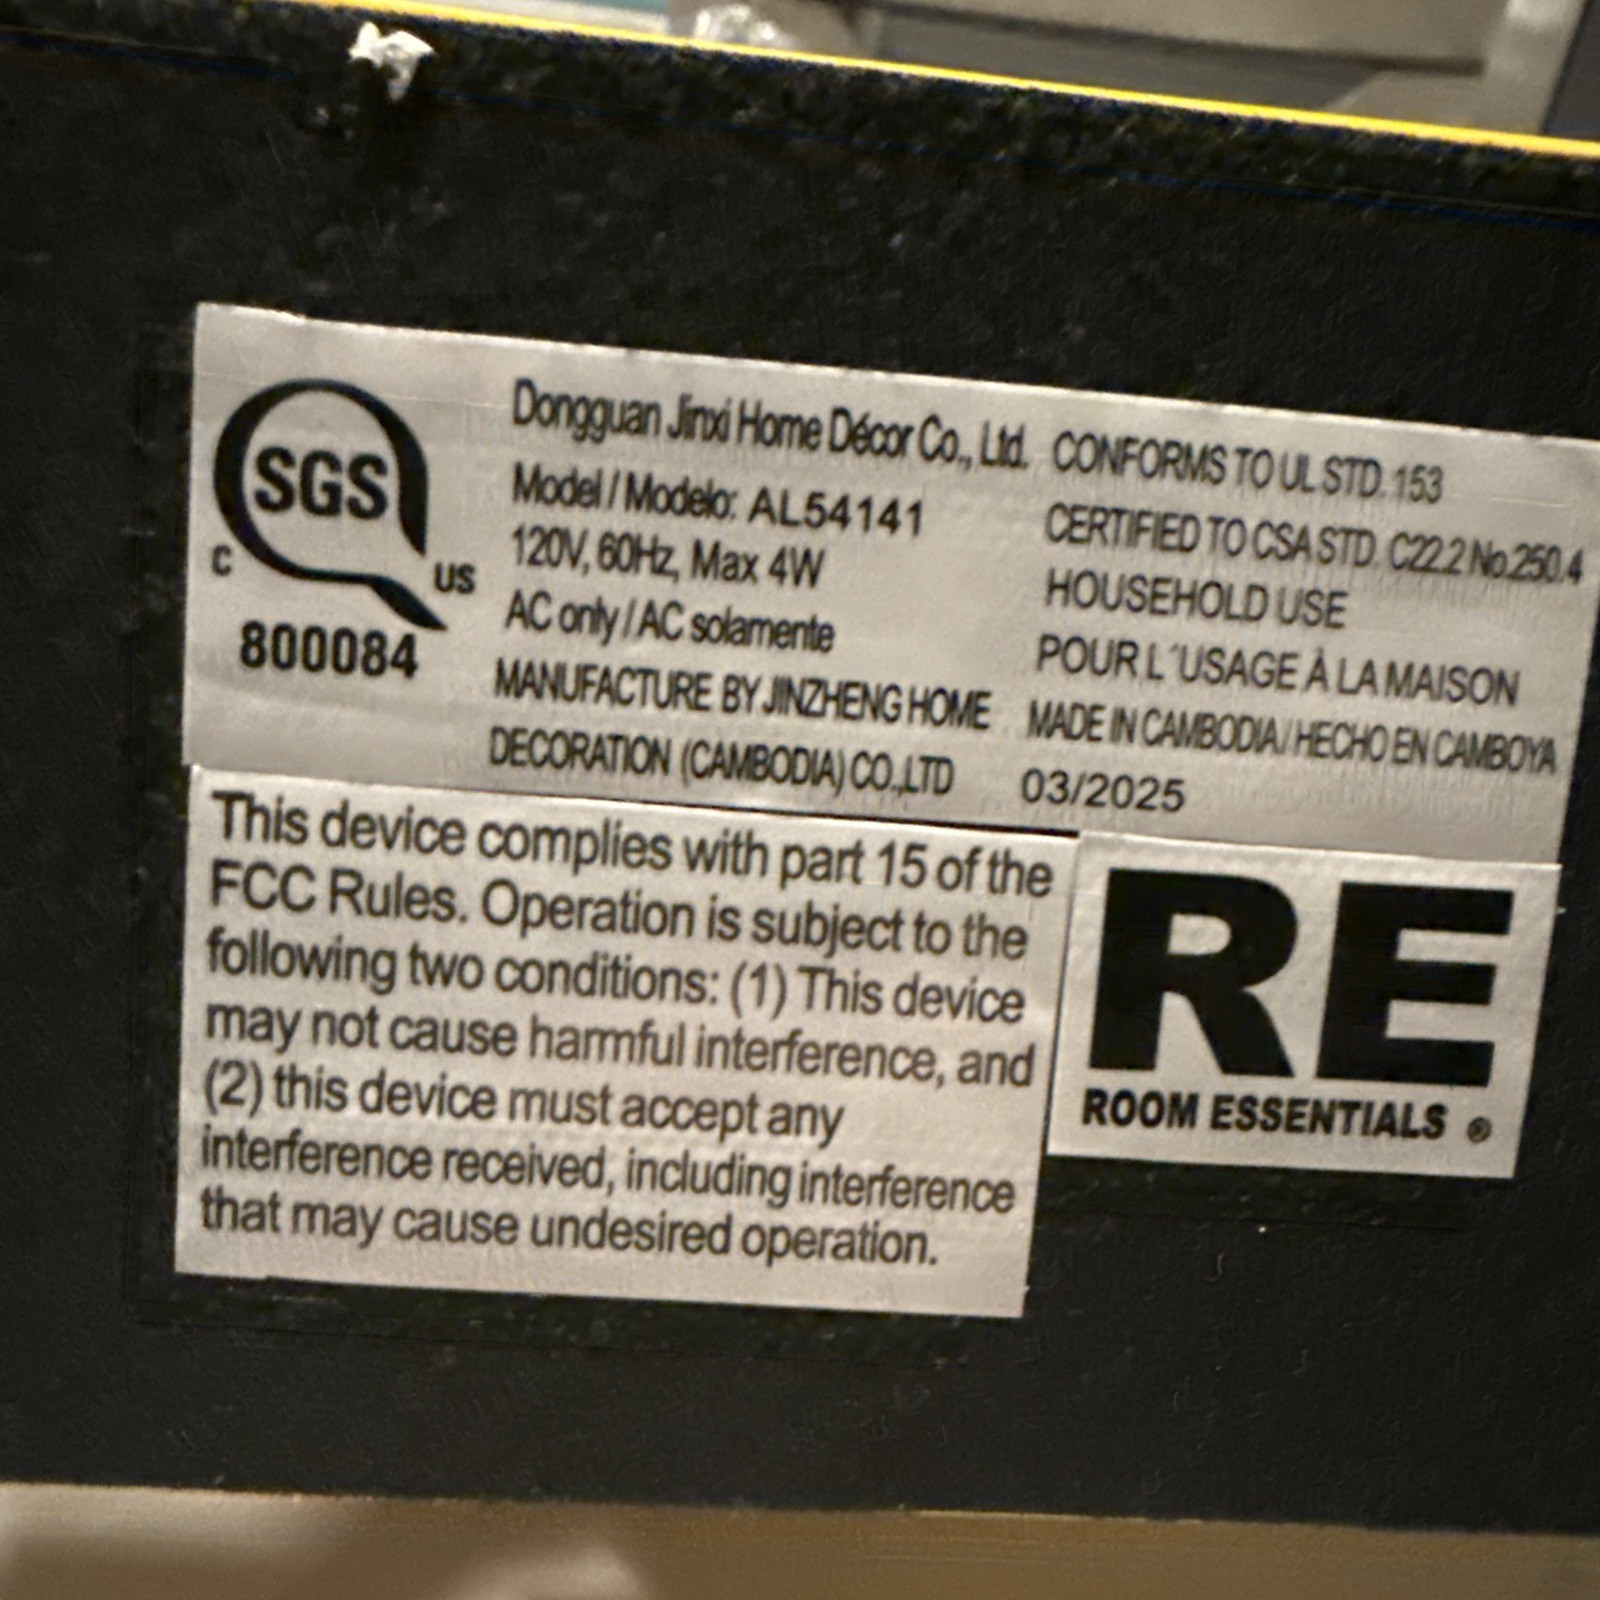 SGS
C US
800084
Dongguan Jinxi Home Décor Co., Ltd.
Model / Modelo: AL54141
120V, 60Hz, Max 4W
AC only / AC solamente
MANUFACTURE BY JINZHENG HOME
DECORATION (CAMBODIA) CO.,LTD
CONFORMS TO UL STD. 153
CERTIFIED TO CSA STD. C22.2 No.250.4
HOUSEHOLD USE
POUR L´USAGE À LA MAISON
MADE IN CAMBODIA / HECHO EN CAMBOYA
03/2025
This device complies with part 15 of the
FCC Rules. Operation is subject to the
following two conditions: (1) This device
may not cause harmful interference, and
(2) this device must accept any
interference received, including interference
that may cause undesired operation.
RE
ROOM ESSENTIALS ®